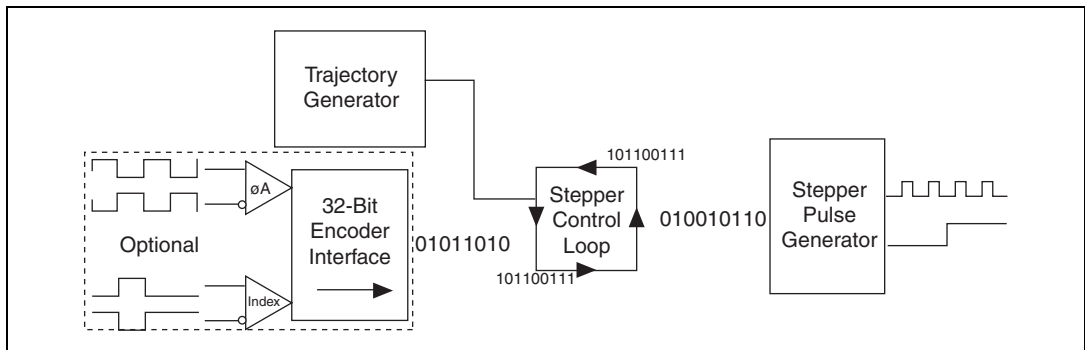 Trajectory
Generator
øA
Optional
Index
32-Bit
Encoder
Interface
01011010
101100111
Stepper
Control
Loop
101100111
010010110
Stepper
Pulse
Generator